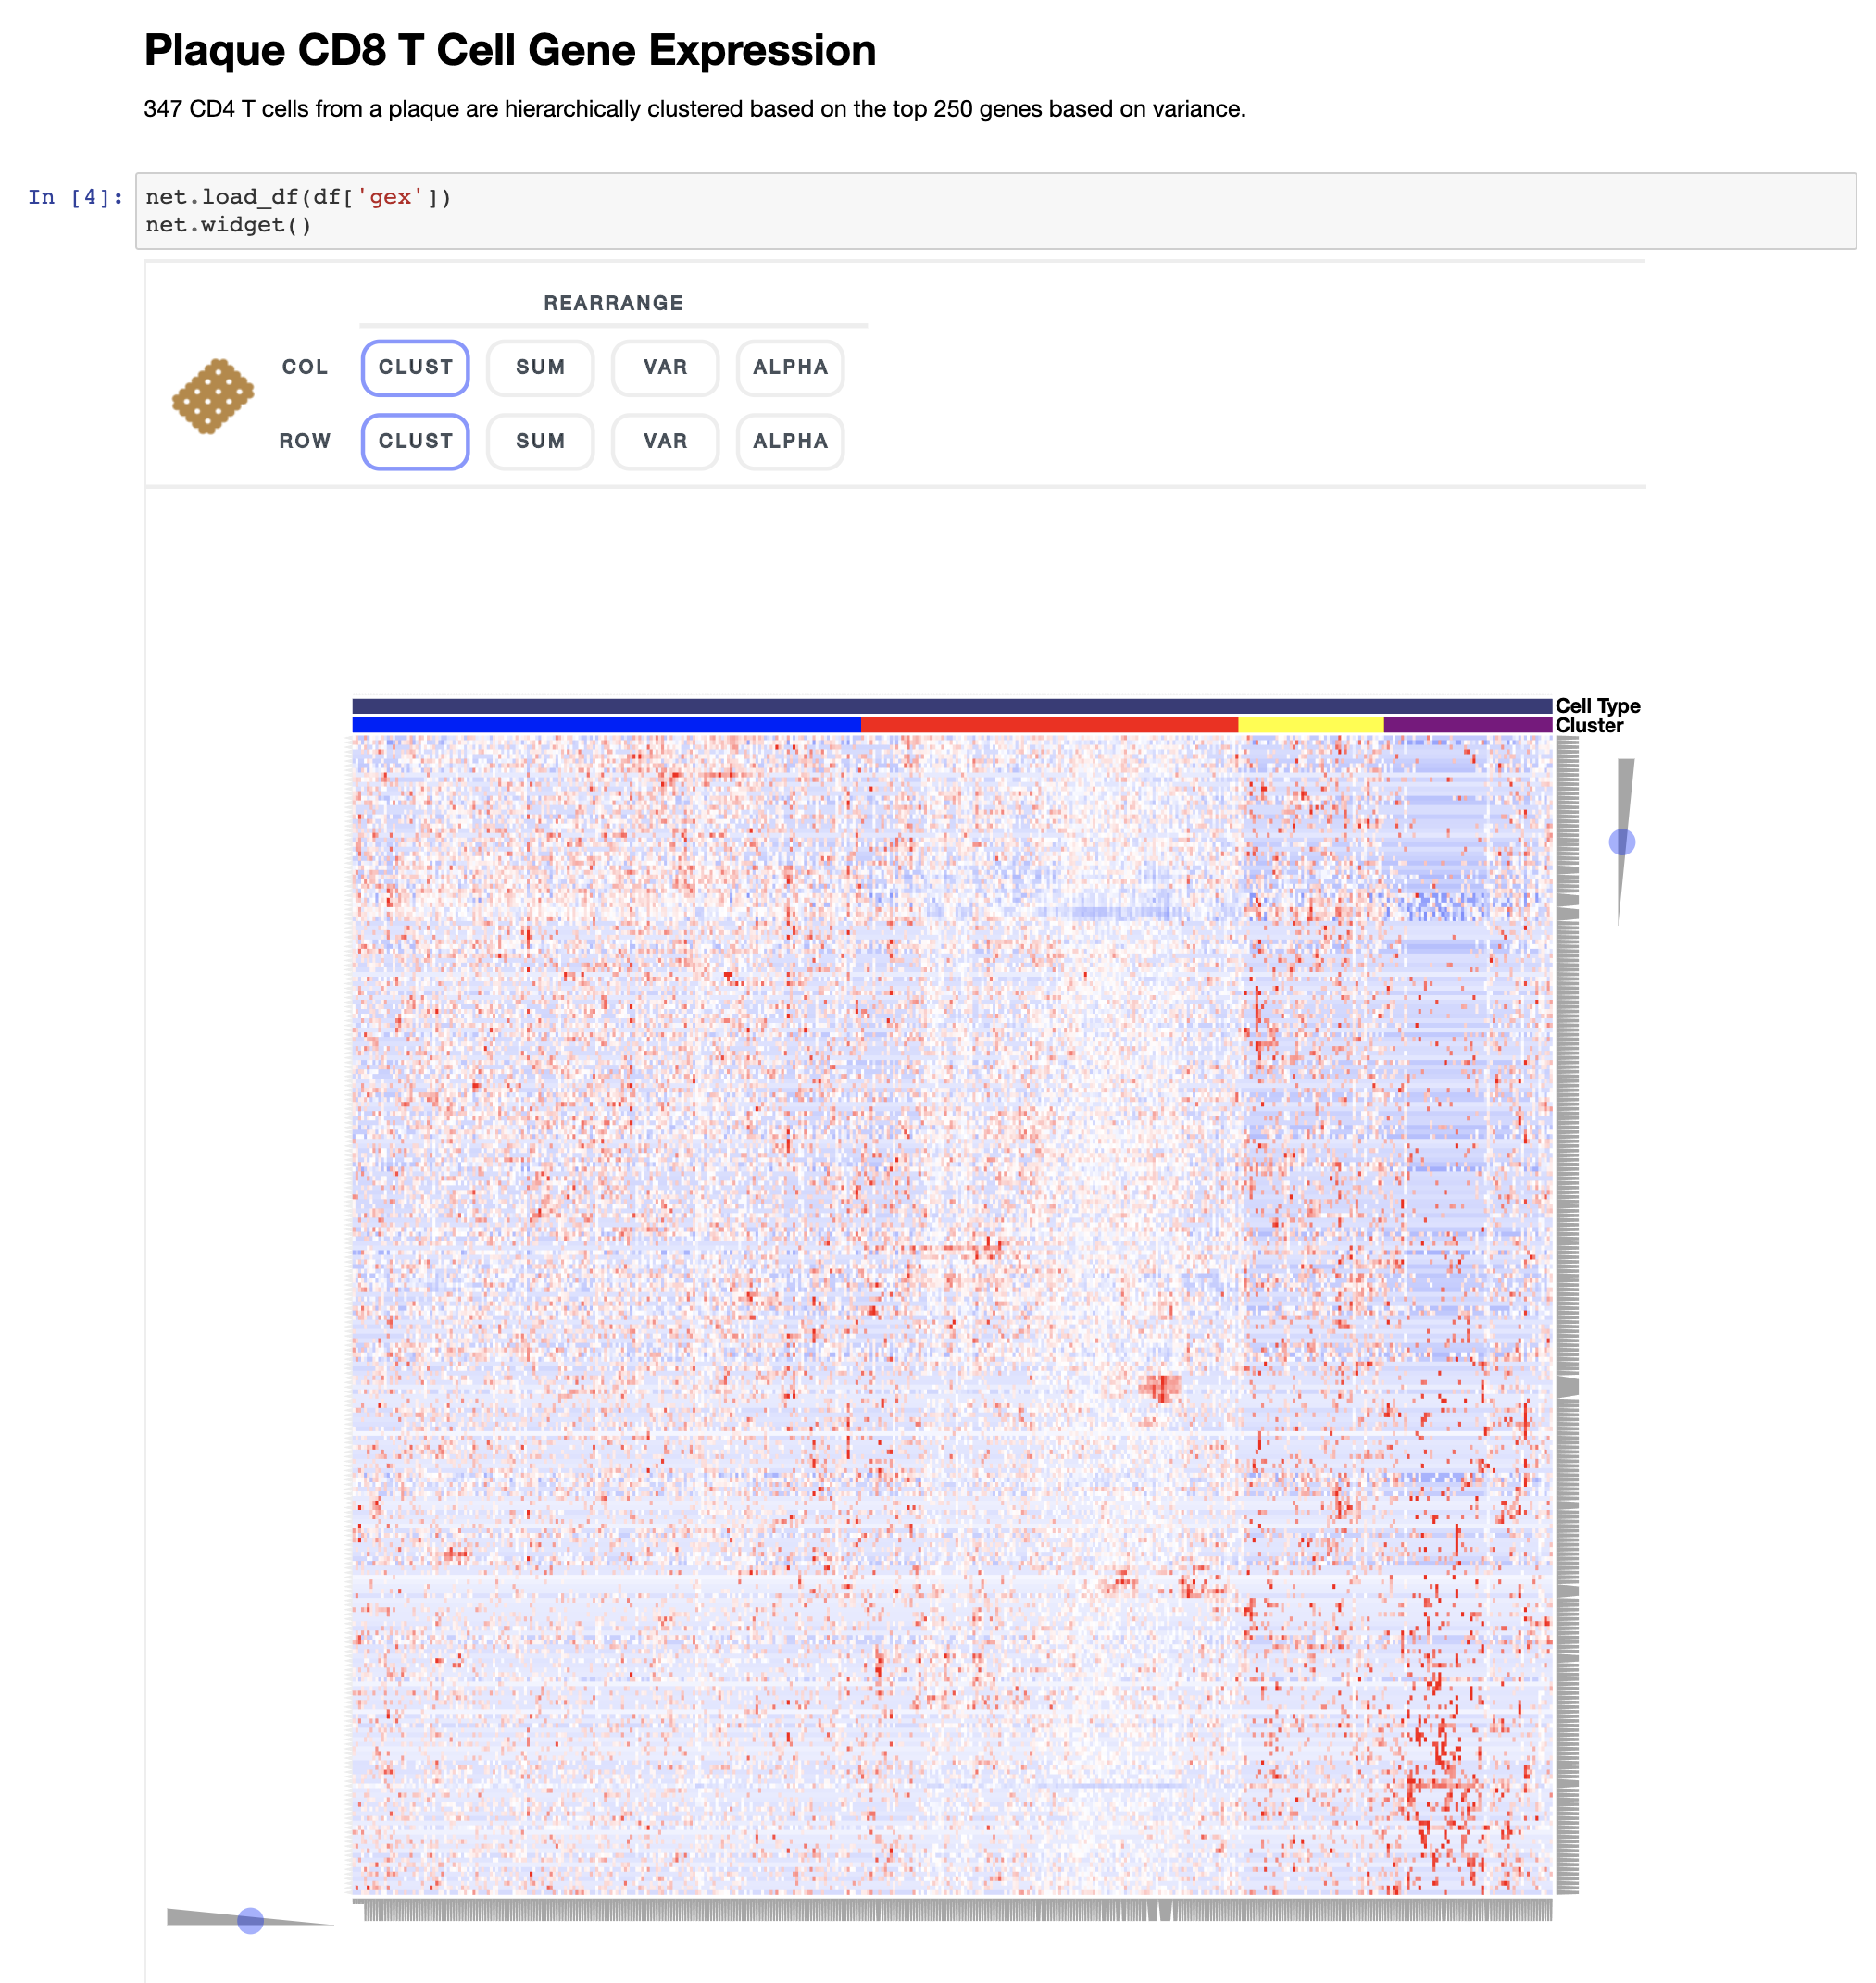 Plaque CD8 T Cell Gene Expression
347 CD4 T cells from a plaque are hierarchically clustered based on the top 250 genes based on variance.
In [4]:
net.load_df(df['gex'])
net.widget()
REARRANGE
COL CLUST SUM VAR ALPHA
ROW CLUST SUM VAR ALPHA
Cell Type
Cluster